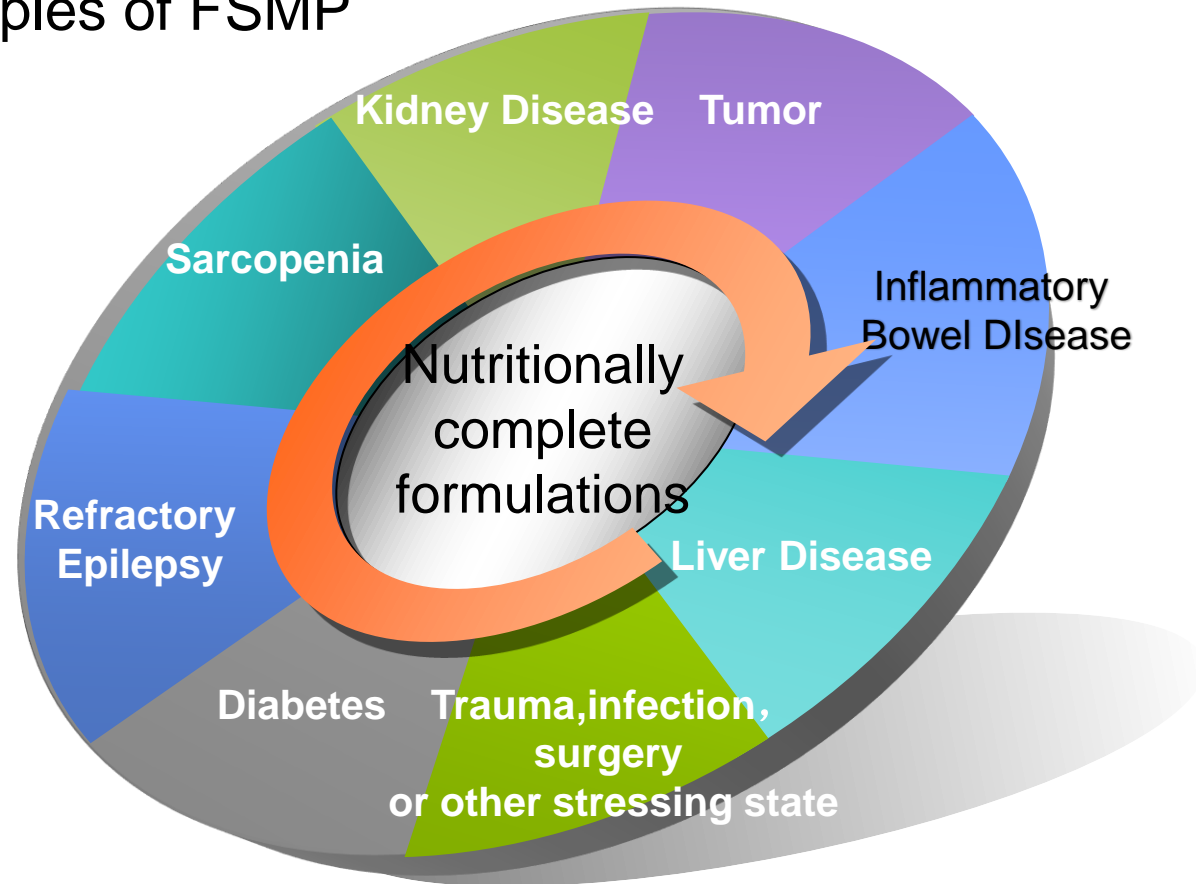 ples of FSMP
Kidney Disease
Tumor
Sarcopenia
Inflammatory
Bowel DIsease
Nutritionally
complete
formulations
Refractory
Epilepsy
Liver Disease
Diabetes
Trauma,infection，
surgery
or other stressing state